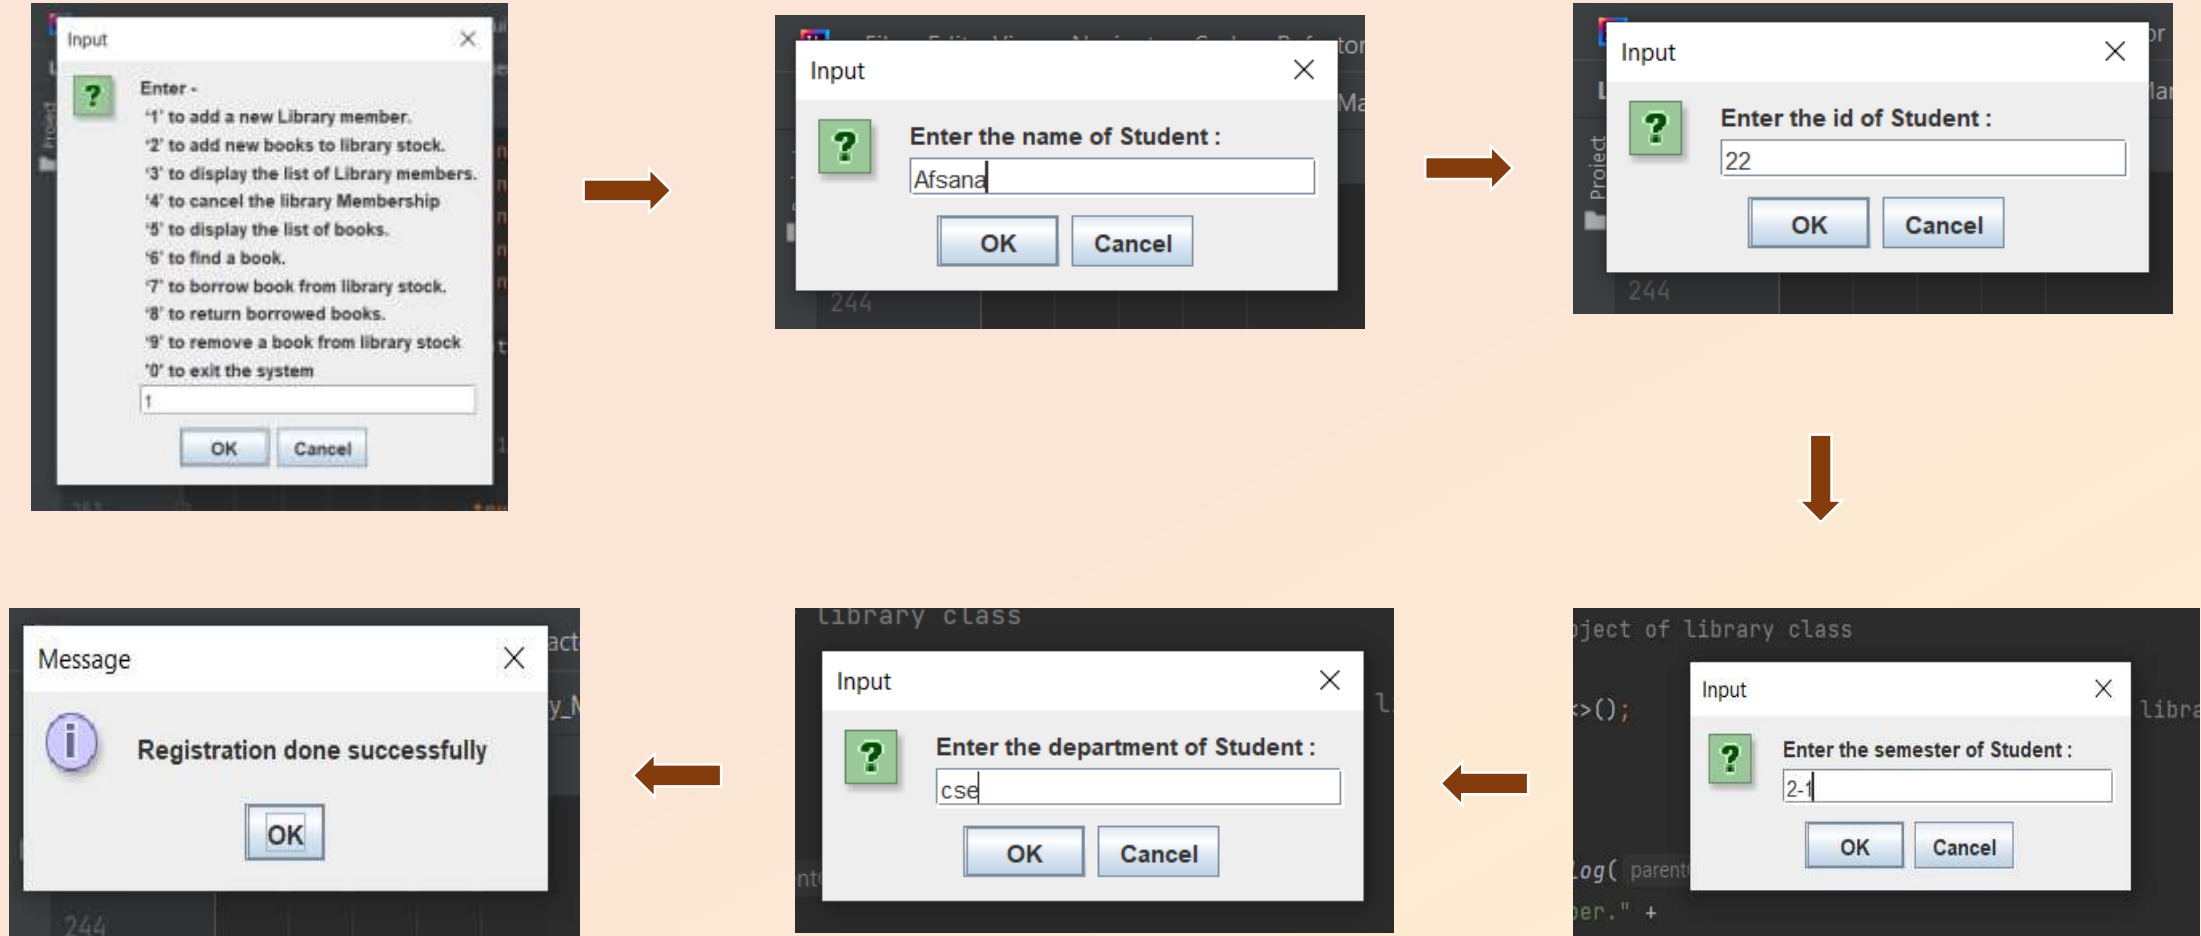 Input
Enter -
'1' to add a new Library member.
'2' to add new books to library stock.
'3' to display the list of Library members.
'4' to cancel the library Membership
'5' to display the list of books.
'6' to find a book.
'7' to borrow book from library stock.
'8' to return borrowed books.
'9' to remove a book from library stock
'0' to exit the system
1
OK Cancel
Input
Enter the name of Student :
Afsana
OK Cancel
244
Project
Input
Enter the id of Student :
22
OK Cancel
244
oject of library class
<>();
Input
Enter the semester of Student :
2-1
OK Cancel
log( parent
ber." +
library class
Input
Enter the department of Student :
cse
OK Cancel
Message
Registration done successfully
OK
244